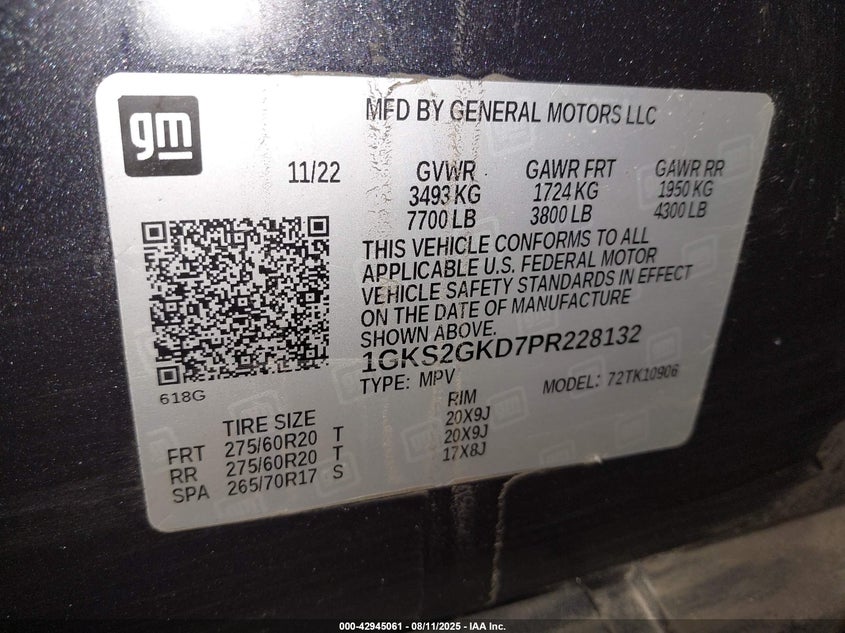 gm
MFD BY GENERAL MOTORS LLC
11/22 GVWR GAWR FRT GAWR RR
3493 KG 1724 KG 1950 KG
7700 LB 3800 LB 4300 LB
THIS VEHICLE CONFORMS TO ALL
APPLICABLE U.S. FEDERAL MOTOR
VEHICLE SAFETY STANDARDS IN EFFECT
ON THE DATE OF MANUFACTURE
SHOWN ABOVE.
1GKS2GKD7PR228132
TYPE: MPV MODEL: 72TK10906
618G
TIRE SIZE RIM
FRT 275/60R20 T 20X9J
RR 275/60R20 T 20X9J
SPA 265/70R17 S 17X8J
000-42945061 - 08/11/2025 - IAA Inc.